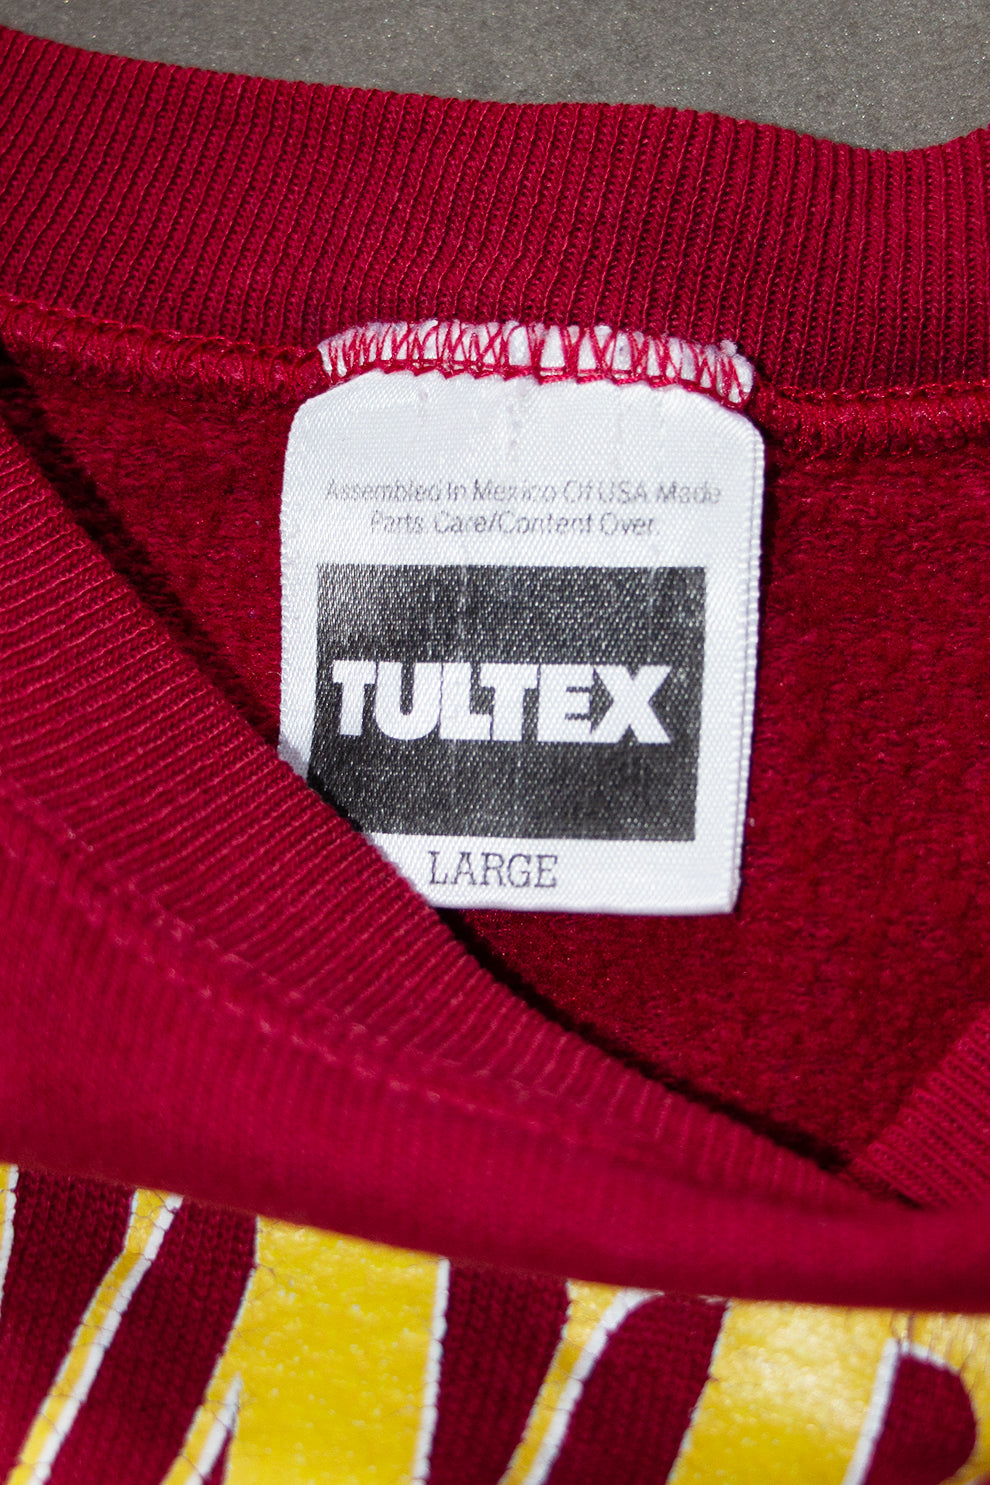 Assembled In Mexico Of USA Made
Parts. Care/Content Over.
TULTEX
LARGE